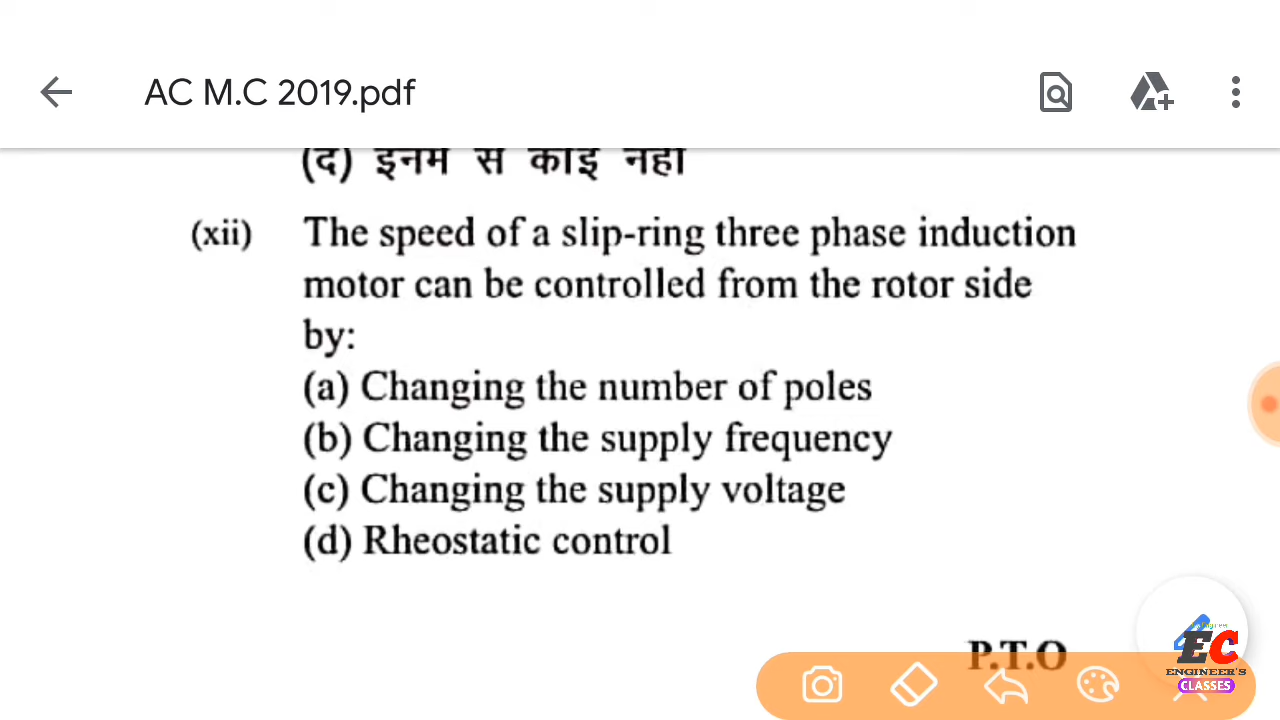 AC M.C 2019.pdf
(द) इनमें से कोई नहीं
(xii) The speed of a slip-ring three phase induction
motor can be controlled from the rotor side
by:
(a) Changing the number of poles
(b) Changing the supply frequency
(c) Changing the supply voltage
(d) Rheostatic control
P.T.O
EC
ENGINEER'S
CLASSES